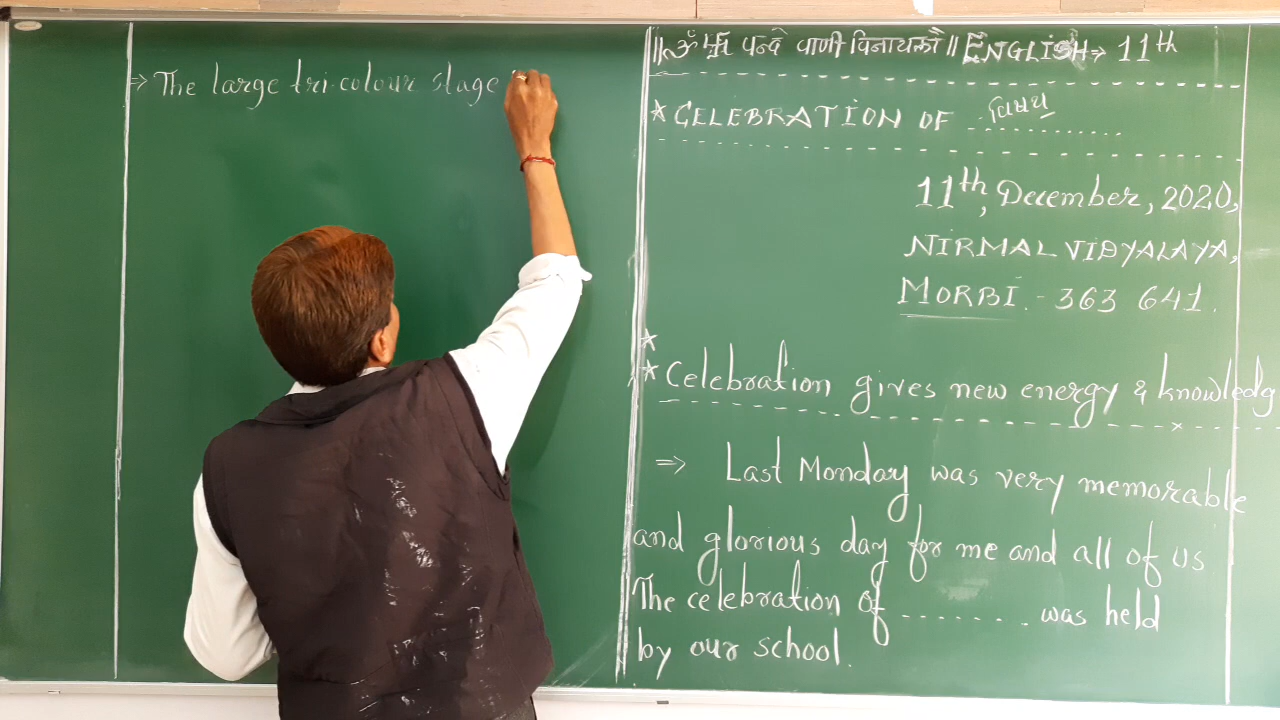 ⇒ The large tri-colour stage
||ॐ 卐 वन्दे वाणी विनायकौ || ENGLISH → 11th
* CELEBRATION OF ..विषय..........
11th, December, 2020,
NIRMAL VIDYALAYA,
MORBI. - 363 641.
*
* Celebration gives new energy & knowledg
⇒ Last Monday was very memorable
and glorious day for me and all of us
The celebration of ....... was held
by our school.